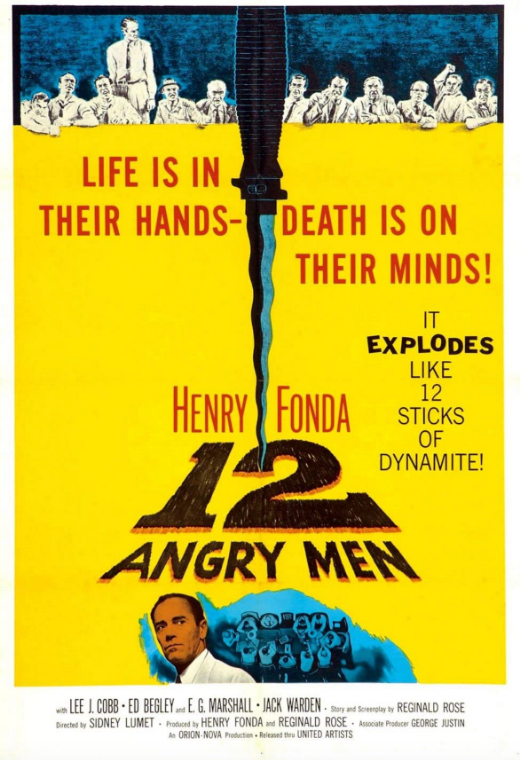 LIFE IS IN
THEIR HANDS- DEATH IS ON
THEIR MINDS!
IT
EXPLODES
LIKE
12
STICKS
OF
DYNAMITE!
HENRY FONDA
12
ANGRY MEN
with LEE J. COBB • ED BEGLEY and E. G. MARSHALL • JACK WARDEN • Story and Screenplay by REGINALD ROSE
Directed by SIDNEY LUMET • Produced by HENRY FONDA and REGINALD ROSE • Associate Producer GEORGE JUSTIN
An ORION-NOVA Production • Released thru UNITED ARTISTS